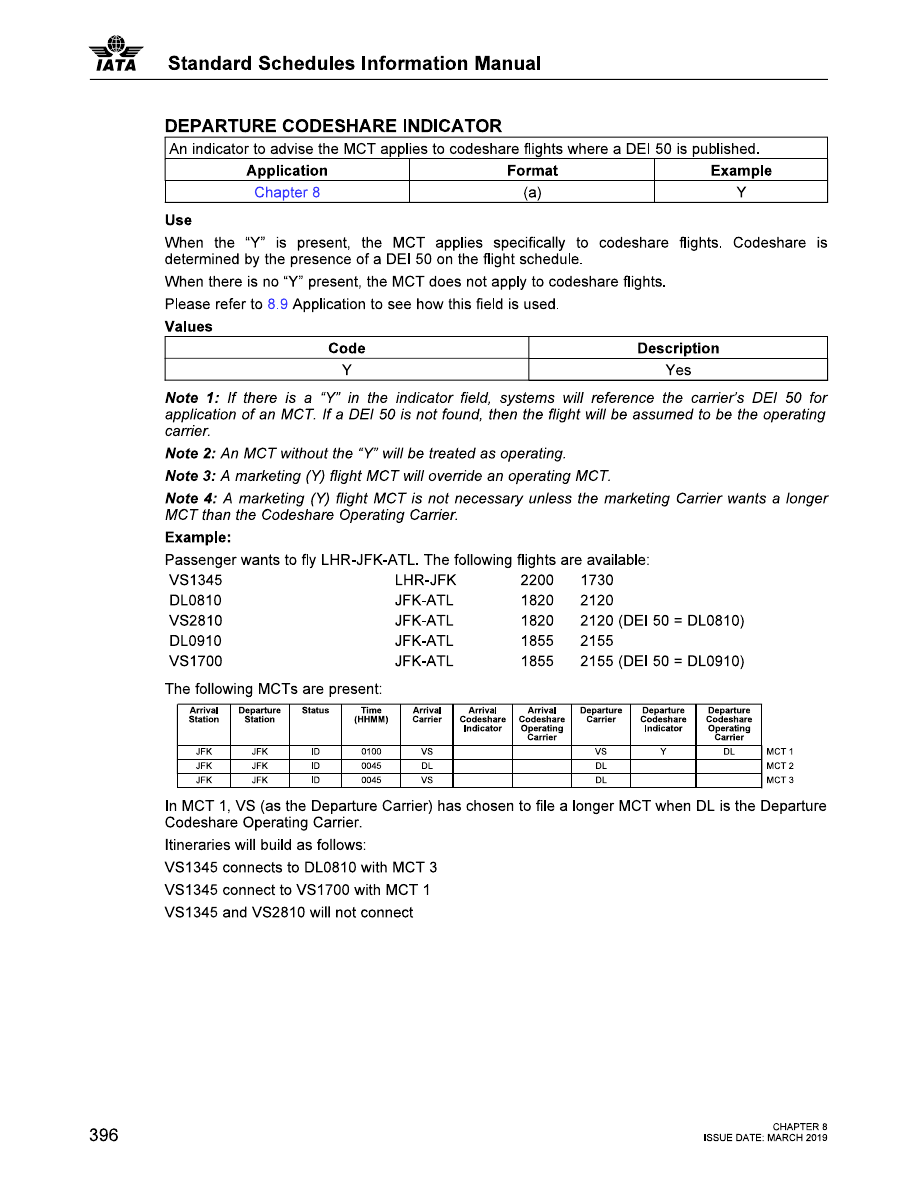 IATA
Standard Schedules Information Manual
DEPARTURE CODESHARE INDICATOR
An indicator to advise the MCT applies to codeshare flights where a DEI 50 is published.
Application Format Example
Chapter 8 (a) Y
Use
When the “Y” is present, the MCT applies specifically to codeshare flights. Codeshare is
determined by the presence of a DEI 50 on the flight schedule.
When there is no “Y” present, the MCT does not apply to codeshare flights.
Please refer to 8.9 Application to see how this field is used.
Values
Code Description
Y Yes
Note 1: If there is a “Y” in the indicator field, systems will reference the carrier’s DEI 50 for
application of an MCT. If a DEI 50 is not found, then the flight will be assumed to be the operating
carrier.
Note 2: An MCT without the “Y” will be treated as operating.
Note 3: A marketing (Y) flight MCT will override an operating MCT.
Note 4: A marketing (Y) flight MCT is not necessary unless the marketing Carrier wants a longer
MCT than the Codeshare Operating Carrier.
Example:
Passenger wants to fly LHR-JFK-ATL. The following flights are available:
VS1345 LHR-JFK 2200 1730
DL0810 JFK-ATL 1820 2120
VS2810 JFK-ATL 1820 2120 (DEI 50 = DL0810)
DL0910 JFK-ATL 1855 2155
VS1700 JFK-ATL 1855 2155 (DEI 50 = DL0910)
The following MCTs are present:
Arrival Departure Status Time Arrival Arrival Arrival Departure Departure Departure
Station Station (HHMM) Carrier Codeshare Codeshare Carrier Codeshare Codeshare
Indicator Operating Indicator Operating
Carrier Carrier
JFK JFK ID 0100 VS VS Y DL MCT 1
JFK JFK ID 0045 DL DL MCT 2
JFK JFK ID 0045 VS DL MCT 3
In MCT 1, VS (as the Departure Carrier) has chosen to file a longer MCT when DL is the Departure
Codeshare Operating Carrier.
Itineraries will build as follows:
VS1345 connects to DL0810 with MCT 3
VS1345 connect to VS1700 with MCT 1
VS1345 and VS2810 will not connect
396
CHAPTER 8
ISSUE DATE: MARCH 2019